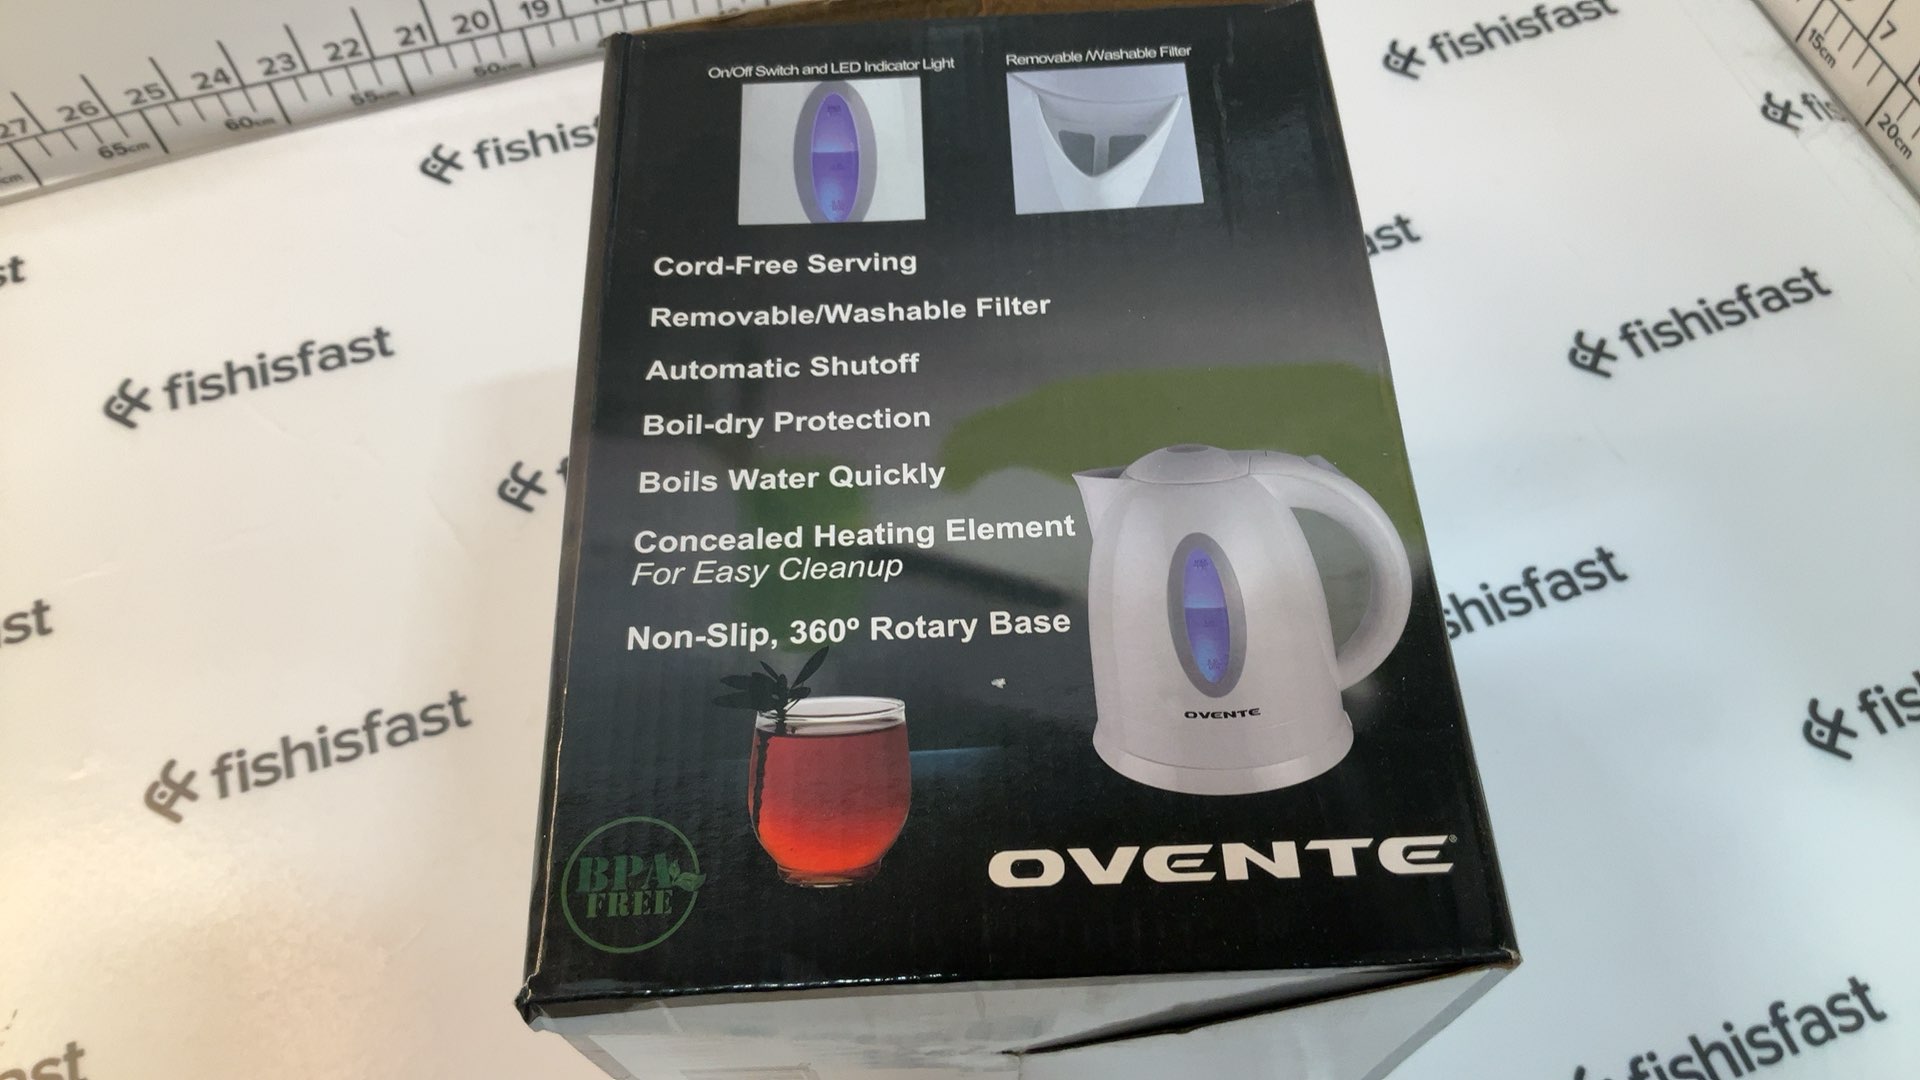 27 26 25 24 23 22 21 20 19
65cm 60cm 55cm 50cm
7
15cm
20cm
fishisfast
fishisfast
fishisfast
fishisfast
fishisfast
On/Off Switch and LED Indicator Light
Removable /Washable Filter
Cord-Free Serving
Removable/Washable Filter
Automatic Shutoff
Boil-dry Protection
Boils Water Quickly
Concealed Heating Element
For Easy Cleanup
Non-Slip, 360º Rotary Base
OVENTE
BPA
FREE
OVENTE®
fishisfast